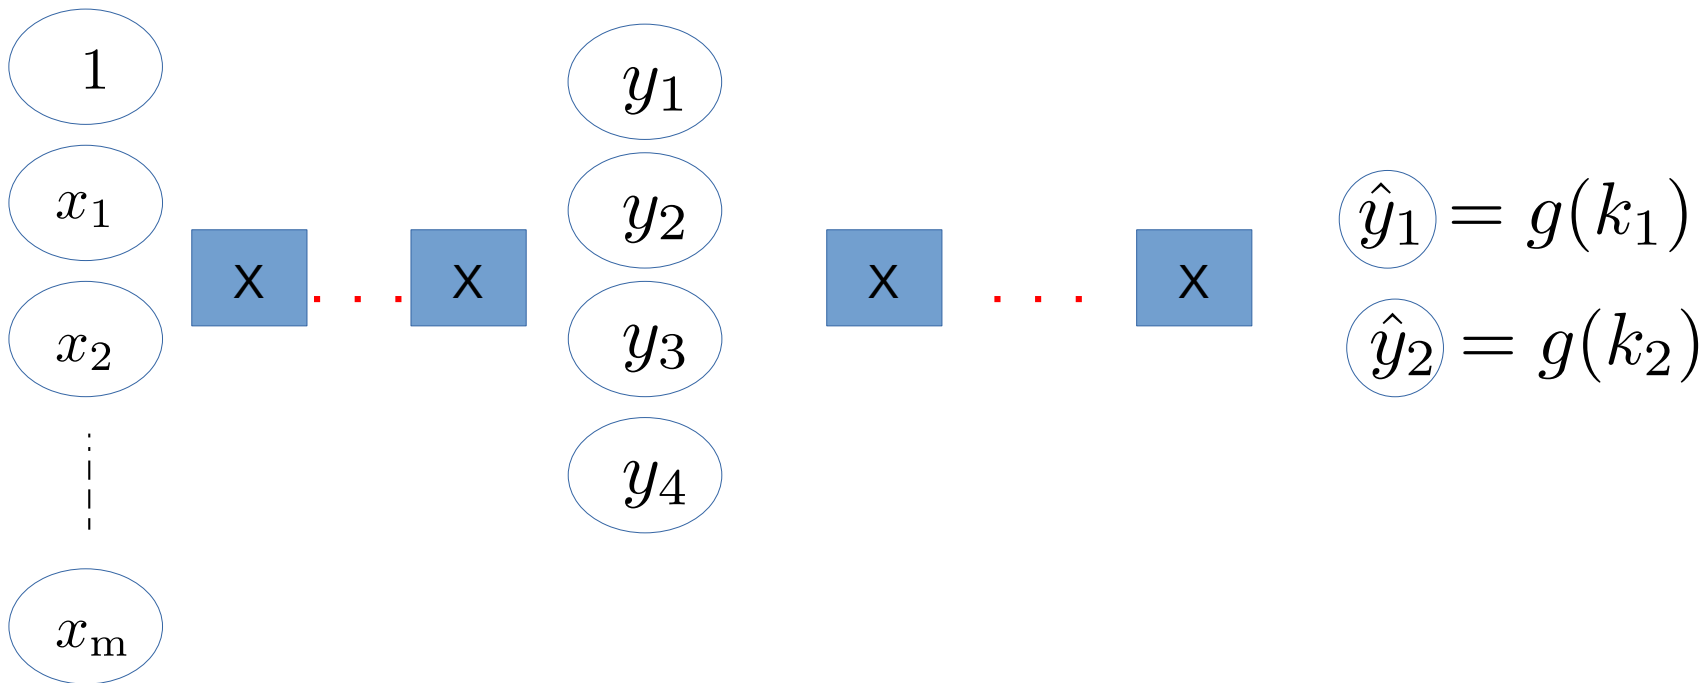 1
x₁
x₂
xₘ
X . . . X
y₁
y₂
y₃
y₄
X . . . X
ŷ₁ = g(k₁)
ŷ₂ = g(k₂)